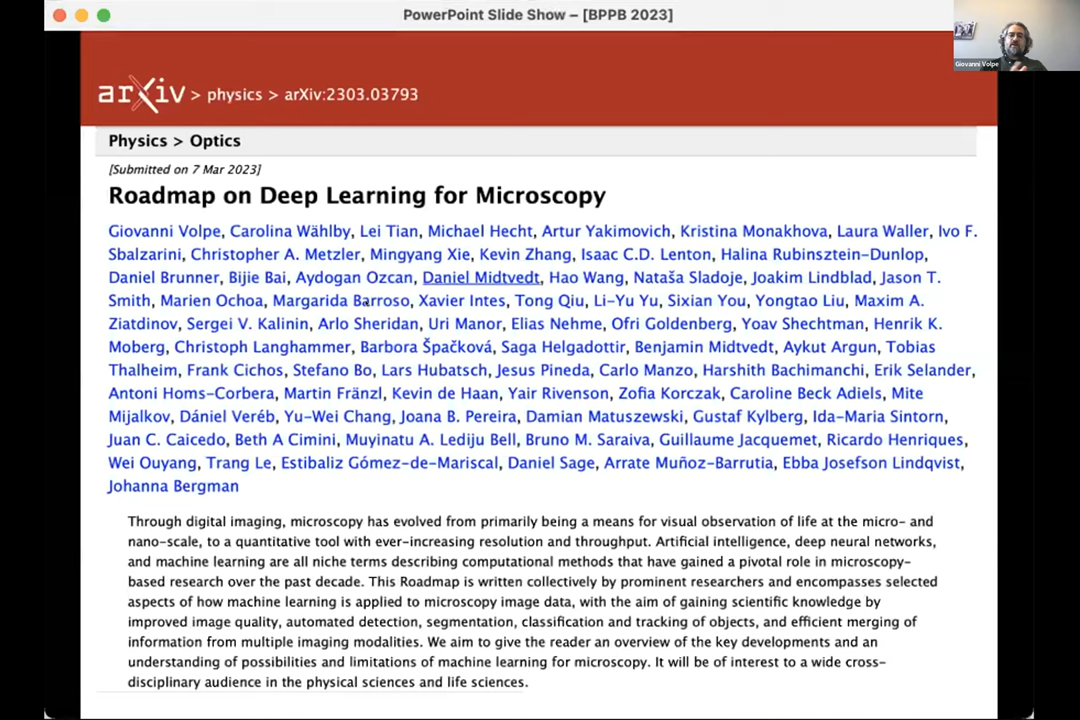 PowerPoint Slide Show – [BPPB 2023]
Giovanni Volpe
arXiv > physics > arXiv:2303.03793
Physics > Optics
[Submitted on 7 Mar 2023]
Roadmap on Deep Learning for Microscopy
Giovanni Volpe, Carolina Wählby, Lei Tian, Michael Hecht, Artur Yakimovich, Kristina Monakhova, Laura Waller, Ivo F.
Sbalzarini, Christopher A. Metzler, Mingyang Xie, Kevin Zhang, Isaac C.D. Lenton, Halina Rubinsztein-Dunlop,
Daniel Brunner, Bijie Bai, Aydogan Ozcan, Daniel Midtvedt, Hao Wang, Nataša Sladoje, Joakim Lindblad, Jason T.
Smith, Marien Ochoa, Margarida Barroso, Xavier Intes, Tong Qiu, Li-Yu Yu, Sixian You, Yongtao Liu, Maxim A.
Ziatdinov, Sergei V. Kalinin, Arlo Sheridan, Uri Manor, Elias Nehme, Ofri Goldenberg, Yoav Shechtman, Henrik K.
Moberg, Christoph Langhammer, Barbora Špačková, Saga Helgadottir, Benjamin Midtvedt, Aykut Argun, Tobias
Thalheim, Frank Cichos, Stefano Bo, Lars Hubatsch, Jesus Pineda, Carlo Manzo, Harshith Bachimanchi, Erik Selander,
Antoni Homs-Corbera, Martin Fränzl, Kevin de Haan, Yair Rivenson, Zofia Korczak, Caroline Beck Adiels, Mite
Mijalkov, Dániel Veréb, Yu-Wei Chang, Joana B. Pereira, Damian Matuszewski, Gustaf Kylberg, Ida-Maria Sintorn,
Juan C. Caicedo, Beth A Cimini, Muyinatu A. Lediju Bell, Bruno M. Saraiva, Guillaume Jacquemet, Ricardo Henriques,
Wei Ouyang, Trang Le, Estibaliz Gómez-de-Mariscal, Daniel Sage, Arrate Muñoz-Barrutia, Ebba Josefson Lindqvist,
Johanna Bergman
Through digital imaging, microscopy has evolved from primarily being a means for visual observation of life at the micro- and
nano-scale, to a quantitative tool with ever-increasing resolution and throughput. Artificial intelligence, deep neural networks,
and machine learning are all niche terms describing computational methods that have gained a pivotal role in microscopy-
based research over the past decade. This Roadmap is written collectively by prominent researchers and encompasses selected
aspects of how machine learning is applied to microscopy image data, with the aim of gaining scientific knowledge by
improved image quality, automated detection, segmentation, classification and tracking of objects, and efficient merging of
information from multiple imaging modalities. We aim to give the reader an overview of the key developments and an
understanding of possibilities and limitations of machine learning for microscopy. It will be of interest to a wide cross-
disciplinary audience in the physical sciences and life sciences.